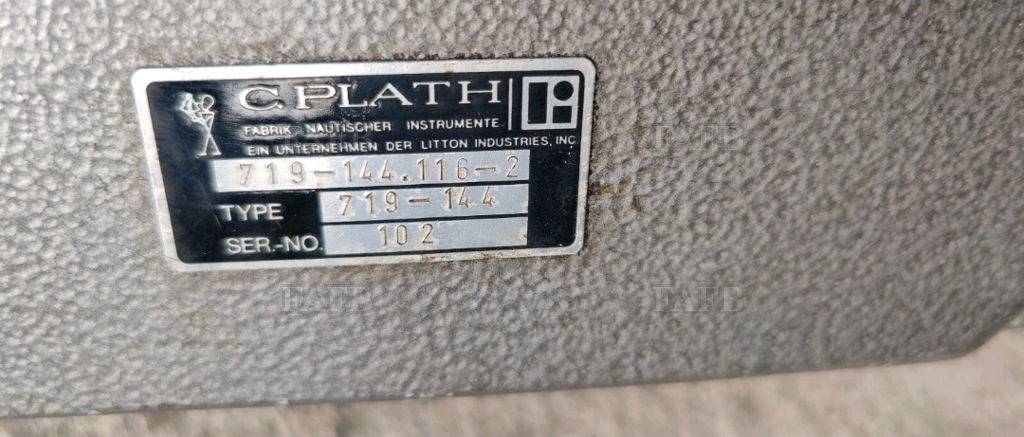 C. PLATH
FABRIK NAUTISCHER INSTRUMENTE
EIN UNTERNEHMEN DER LITTON INDUSTRIES, INC.
719-144.116-2
TYPE 719-144
SER.-NO. 102